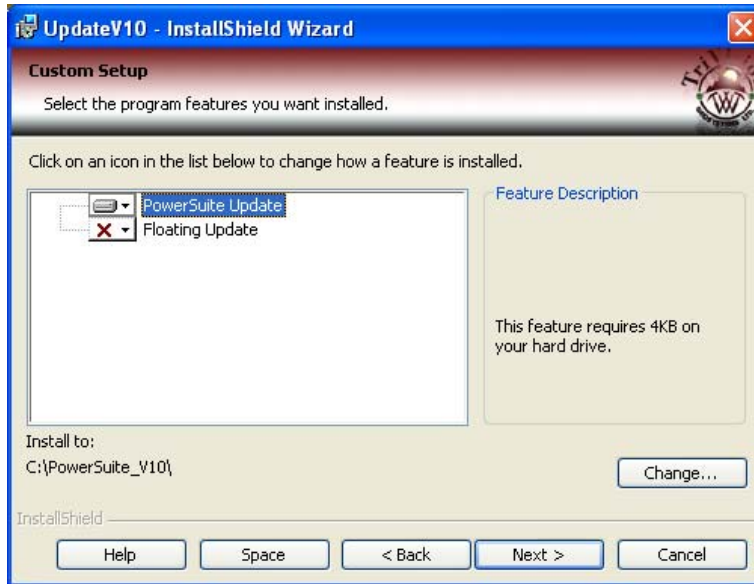 UpdateV10 - InstallShield Wizard
Custom Setup
Select the program features you want installed.
Click on an icon in the list below to change how a feature is installed.
PowerSuite Update
Floating Update
Feature Description
This feature requires 4KB on
your hard drive.
Install to:
C:\PowerSuite_V10\
Change...
InstallShield
Help
Space
< Back
Next >
Cancel